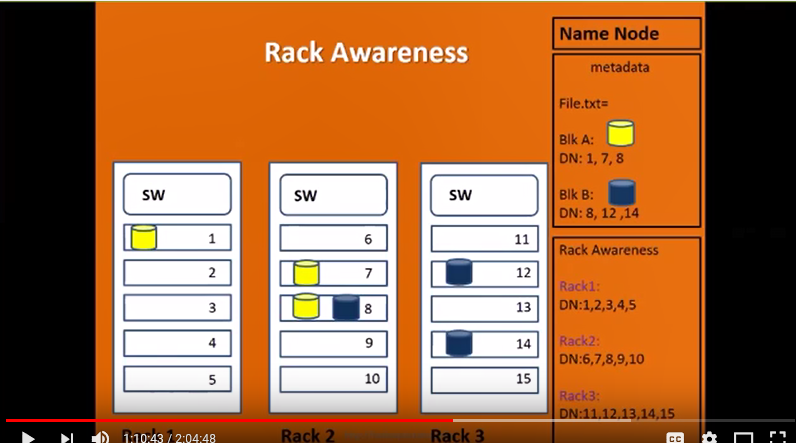 Rack Awareness
SW
1
2
3
4
5
Rack 1
SW
6
7
8
9
10
Rack 2
SW
11
12
13
14
15
Rack 3
Name Node
metadata
File.txt=
Blk A:
DN: 1, 7, 8
Blk B:
DN: 8, 12 ,14
Rack Awareness
Rack1:
DN:1,2,3,4,5
Rack2:
DN:6,7,8,9,10
Rack3:
DN:11,12,13,14,15
1:10:43 / 2:04:48
CC